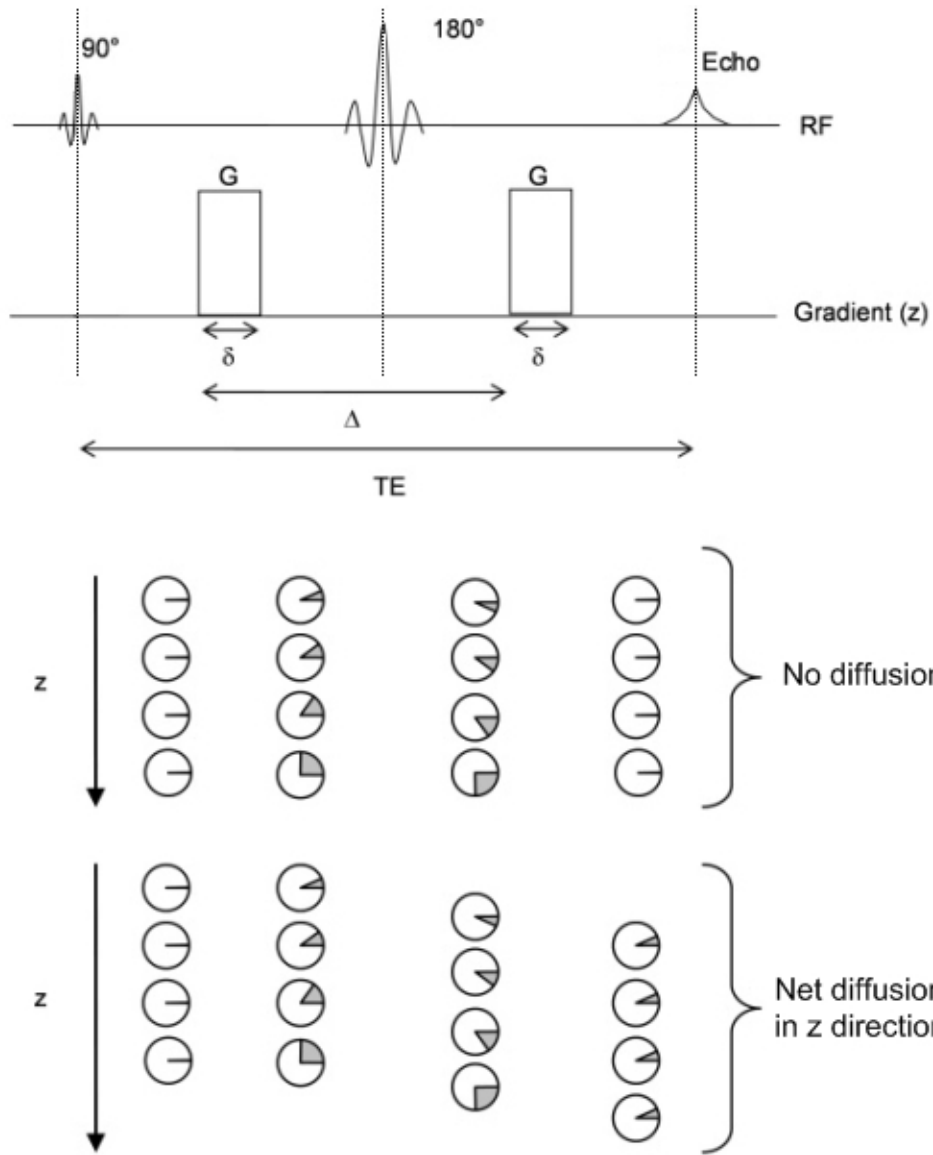 90°
180°
Echo
RF
G
G
Gradient (z)
δ
δ
Δ
TE
z
No diffusion
z
Net diffusion
in z direction